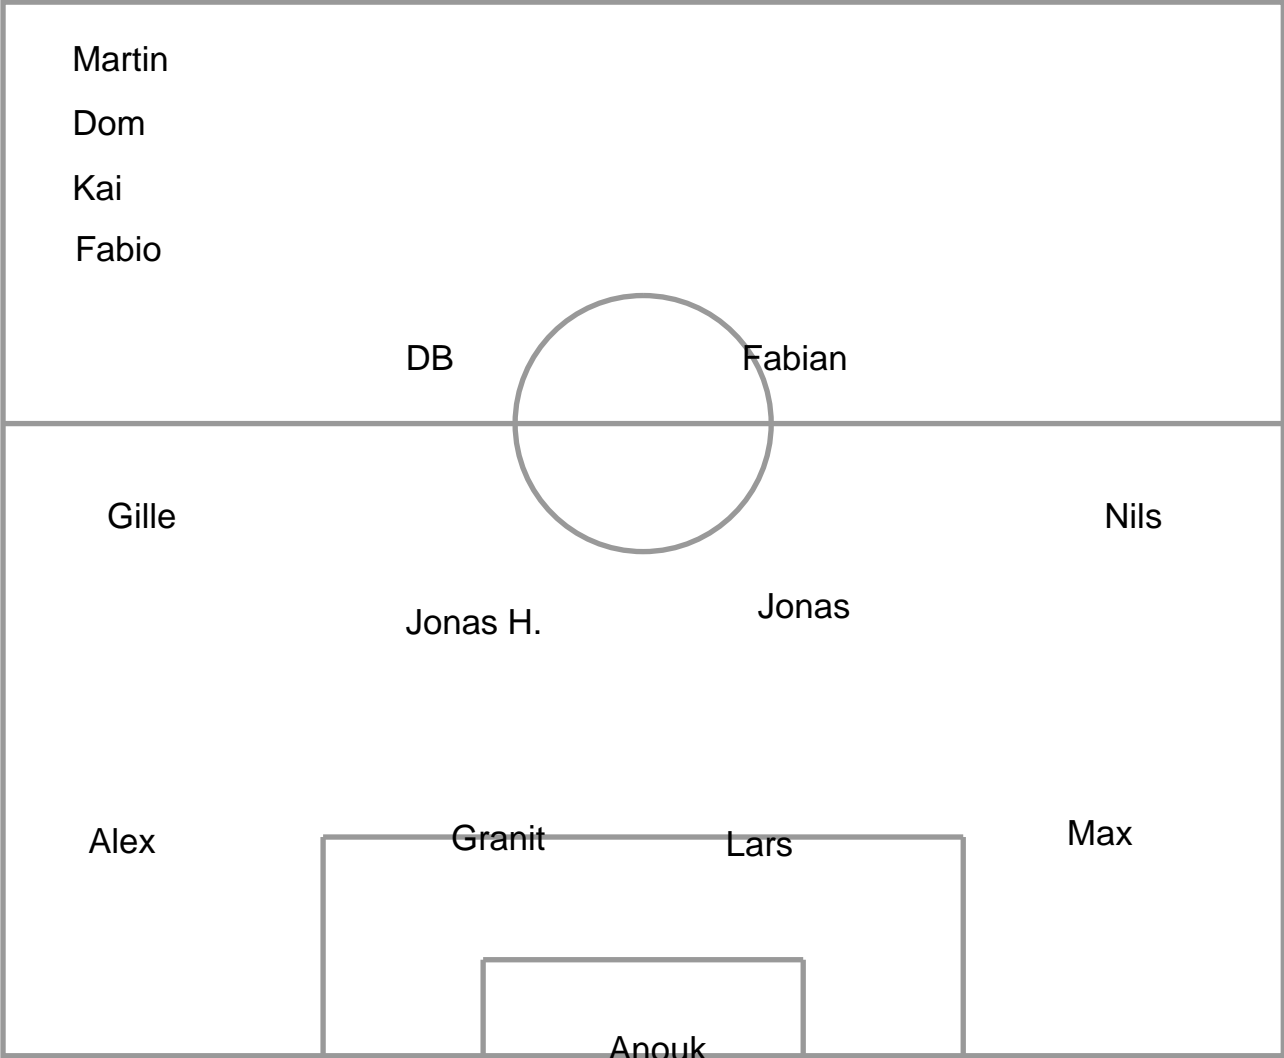 Martin
Dom
Kai
Fabio
DB Fabian
Gille Nils
Jonas H. Jonas
Alex Granit Lars Max
Anouk